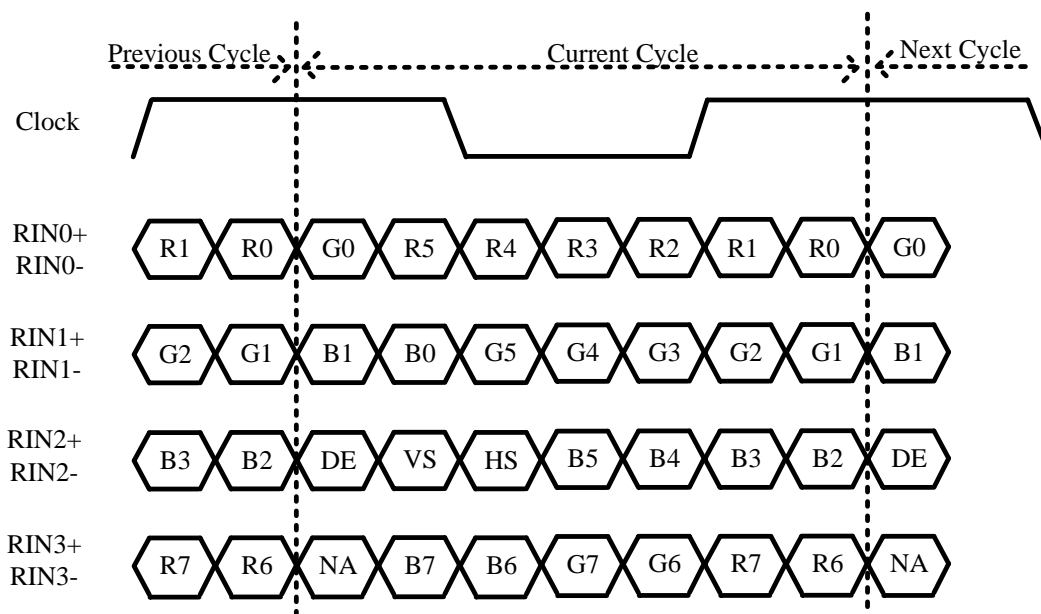 Previous Cycle Current Cycle Next Cycle
Clock
RIN0+
RIN0-
R1 R0 G0 R5 R4 R3 R2 R1 R0 G0
RIN1+
RIN1-
G2 G1 B1 B0 G5 G4 G3 G2 G1 B1
RIN2+
RIN2-
B3 B2 DE VS HS B5 B4 B3 B2 DE
RIN3+
RIN3-
R7 R6 NA B7 B6 G7 G6 R7 R6 NA